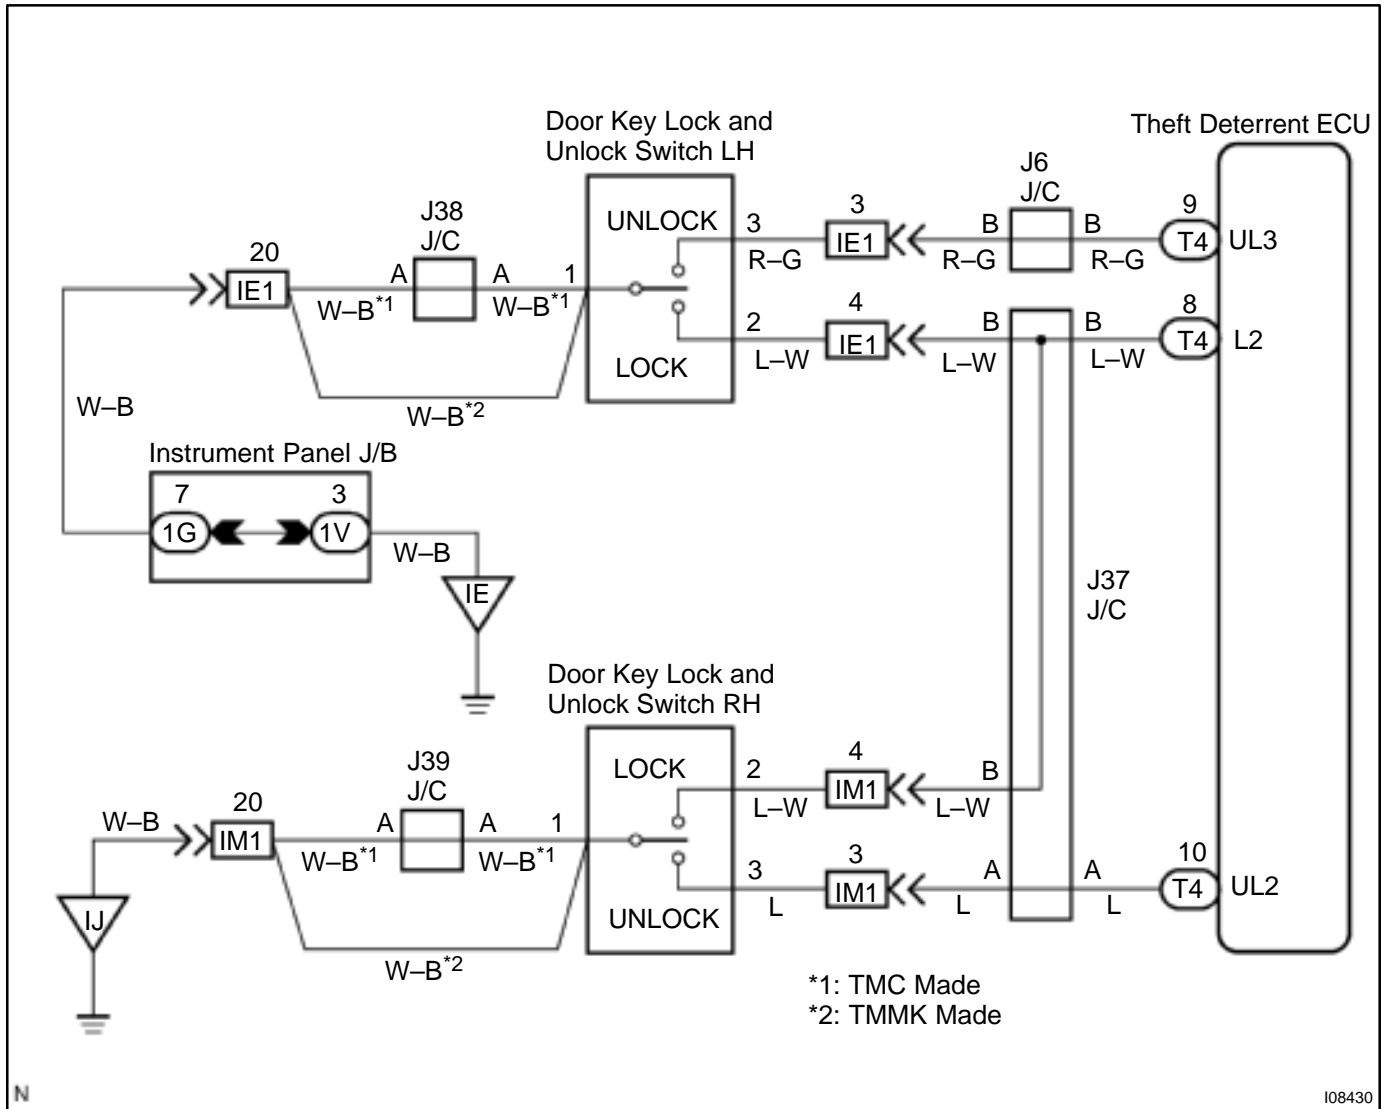 Door Key Lock and
Unlock Switch LH
Theft Deterrent ECU
J6
J/C
J38
J/C
UNLOCK
3
R–G
3
IE1
B
R–G
B
R–G
9
T4
UL3
20
IE1
A
W–B*1
A
W–B*1
1
2
L–W
4
IE1
B
L–W
B
L–W
8
T4
L2
LOCK
W–B*2
W–B
Instrument Panel J/B
7
1G
3
1V
W–B
IE
J37
J/C
Door Key Lock and
Unlock Switch RH
J39
J/C
LOCK
2
L–W
4
IM1
B
L–W
W–B
20
IM1
A
W–B*1
A
W–B*1
1
3
L
3
IM1
A
L
A
L
10
T4
UL2
UNLOCK
IJ
W–B*2
*1: TMC Made
*2: TMMK Made
N
I08430